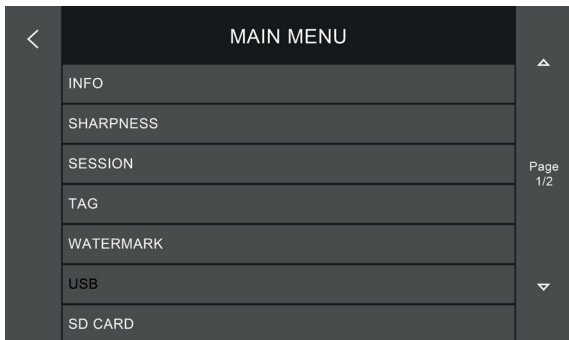 MAIN MENU
INFO
SHARPNESS
SESSION
TAG
WATERMARK
USB
SD CARD
Page
1/2